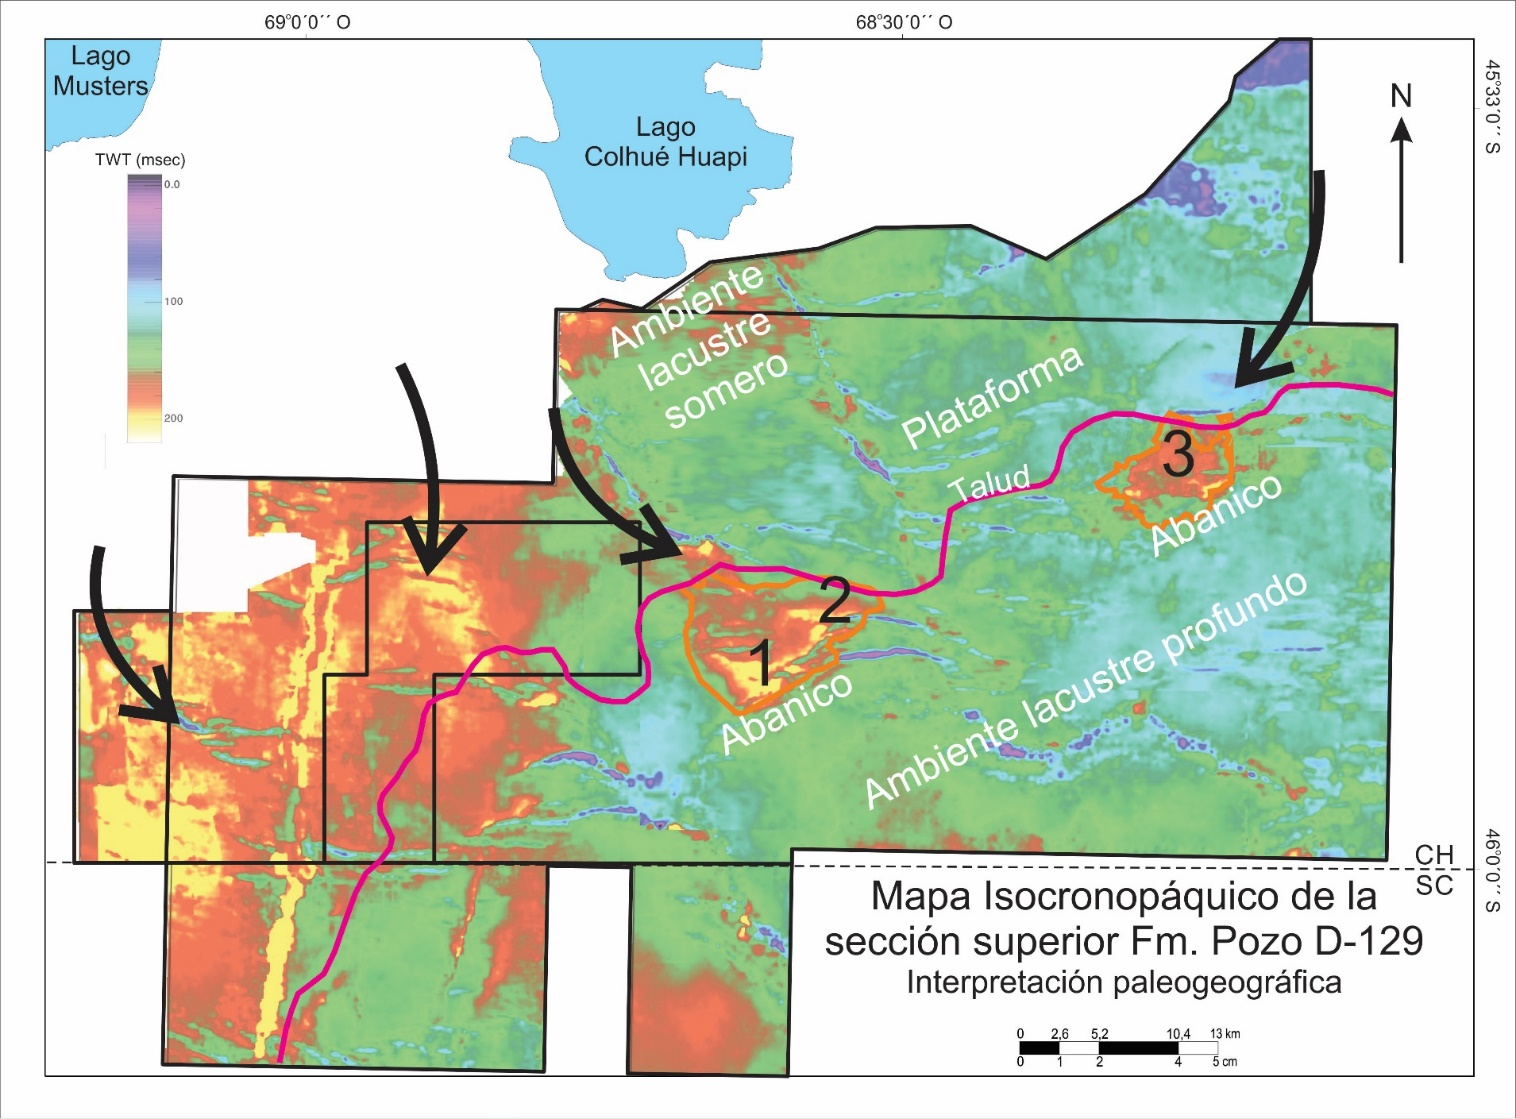 69°0´0´´ O
68°30´0´´ O
Lago
Musters
45°33´0´´ S
N
Lago
Colhué Huapi
TWT (msec)
0.0
100
200
Ambiente
lacustre
somero
Plataforma
Talud
3
Abanico
2
1
Abanico
Ambiente lacustre profundo
CH
SC
46°0´0´´ S
Mapa Isocronopáquico de la
sección superior Fm. Pozo D-129
Interpretación paleogeográfica
0 2,6 5,2 10,4 13 km
0 1 2 4 5 cm